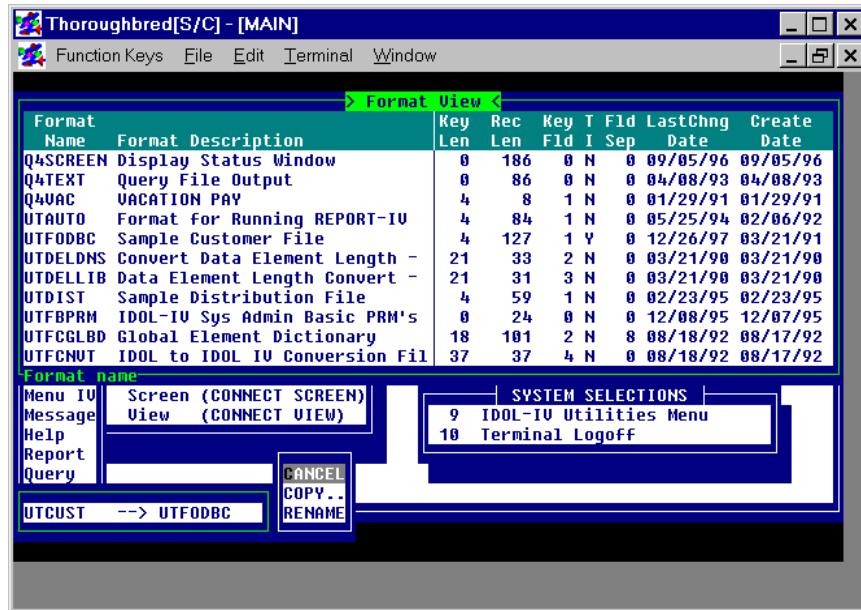 Thoroughbred[S/C] - [MAIN]
Function Keys File Edit Terminal Window
> Format View <
Format Key Rec Key T Fld LastChng Create
Name Format Description Len Len Fld I Sep Date Date
Q4SCREEN Display Status Window 0 186 0 N 0 09/05/96 09/05/96
Q4TEXT Query File Output 0 86 0 N 0 04/08/93 04/08/93
Q4VAC VACATION PAY 4 8 1 N 0 01/29/91 01/29/91
UTAUTO Format for Running REPORT-IV 4 84 1 N 0 05/25/94 02/06/92
UTFODBC Sample Customer File 4 127 1 Y 0 12/26/97 03/21/91
UTDELDNS Convert Data Element Length - 21 33 2 N 0 03/21/90 03/21/90
UTDELLIB Data Element Length Convert - 21 31 3 N 0 03/21/90 03/21/90
UTDIST Sample Distribution File 4 59 1 N 0 02/23/95 02/23/95
UTFBPRM IDOL-IV Sys Admin Basic PRM's 0 24 0 N 0 12/08/95 12/07/95
UTFCGLBD Global Element Dictionary 18 101 2 N 8 08/18/92 08/17/92
UTFCNVT IDOL to IDOL IV Conversion Fil 37 37 4 N 0 08/18/92 08/17/92
Format name
Menu IV Screen (CONNECT SCREEN) SYSTEM SELECTIONS
Message View (CONNECT VIEW) 9 IDOL-IV Utilities Menu
Help 10 Terminal Logoff
Report
Query CANCEL
COPY..
UTCUST --> UTFODBC RENAME